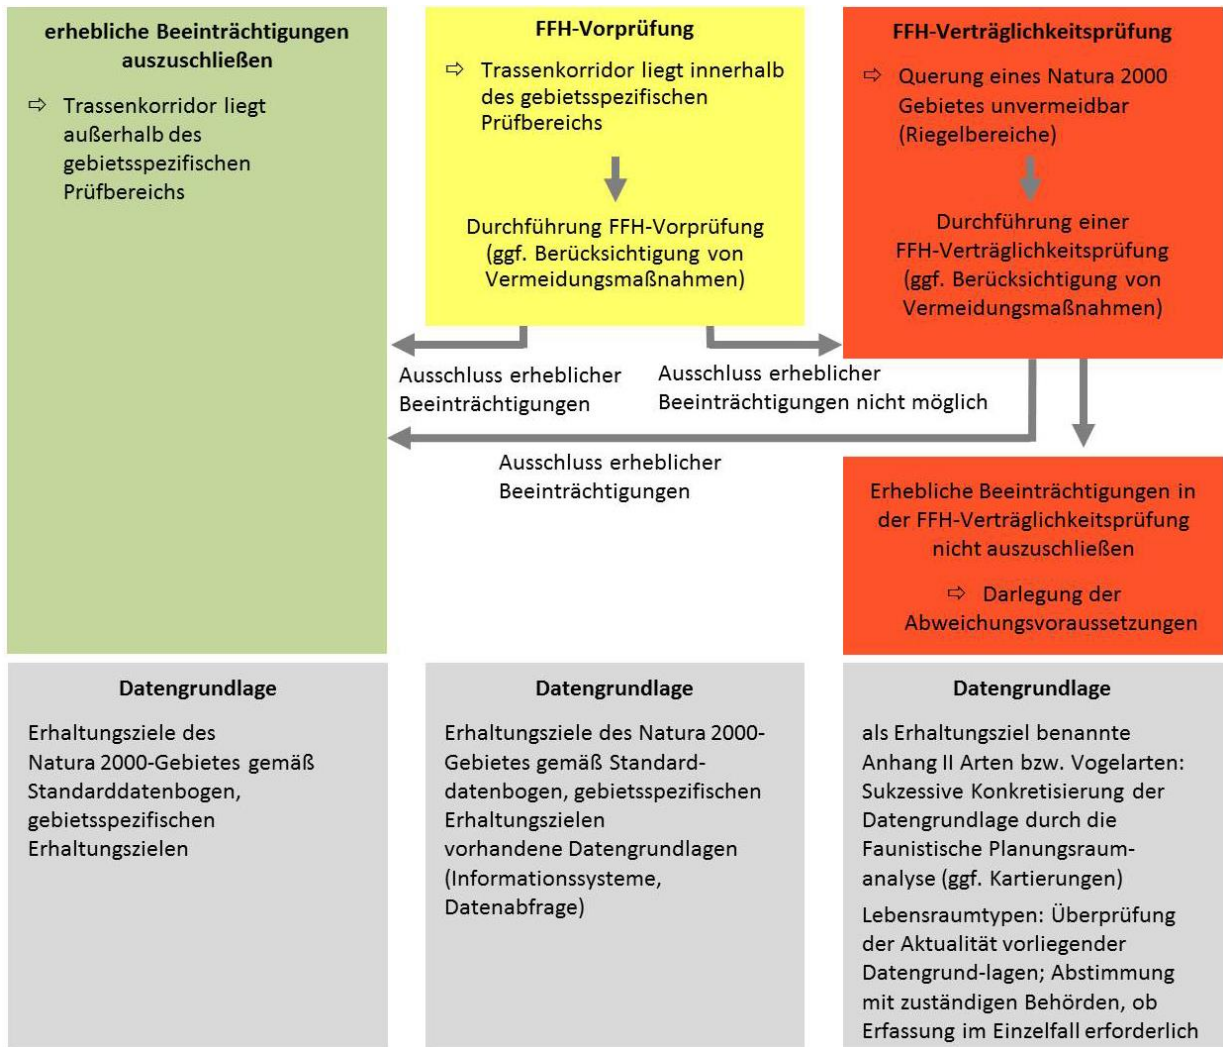 erhebliche Beeinträchtigungen
auszuschließen
⇨ Trassenkorridor liegt
außerhalb des
gebietsspezifischen
Prüfbereichs
FFH-Vorprüfung
⇨ Trassenkorridor liegt innerhalb
des gebietsspezifischen
Prüfbereichs
Durchführung FFH-Vorprüfung
(ggf. Berücksichtigung von
Vermeidungsmaßnahmen)
FFH-Verträglichkeitsprüfung
⇨ Querung eines Natura 2000
Gebietes unvermeidbar
(Riegelbereiche)
Durchführung einer
FFH-Verträglichkeitsprüfung
(ggf. Berücksichtigung von
Vermeidungsmaßnahmen)
Ausschluss erheblicher
Beeinträchtigungen
Ausschluss erheblicher
Beeinträchtigungen nicht möglich
Ausschluss erheblicher
Beeinträchtigungen
Erhebliche Beeinträchtigungen in
der FFH-Verträglichkeitsprüfung
nicht auszuschließen
⇨ Darlegung der
Abweichungsvoraussetzungen
Datengrundlage
Erhaltungsziele des
Natura 2000-Gebietes gemäß
Standarddatenbogen,
gebietsspezifischen
Erhaltungszielen
Datengrundlage
Erhaltungsziele des Natura 2000-
Gebietes gemäß Standard-
datenbogen, gebietsspezifischen
Erhaltungszielen
vorhandene Datengrundlagen
(Informationssysteme,
Datenabfrage)
Datengrundlage
als Erhaltungsziel benannte
Anhang II Arten bzw. Vogelarten:
Sukzessive Konkretisierung der
Datengrundlage durch die
Faunistische Planungsraum-
analyse (ggf. Kartierungen)
Lebensraumtypen: Überprüfung
der Aktualität vorliegender
Datengrund-lagen; Abstimmung
mit zuständigen Behörden, ob
Erfassung im Einzelfall erforderlich